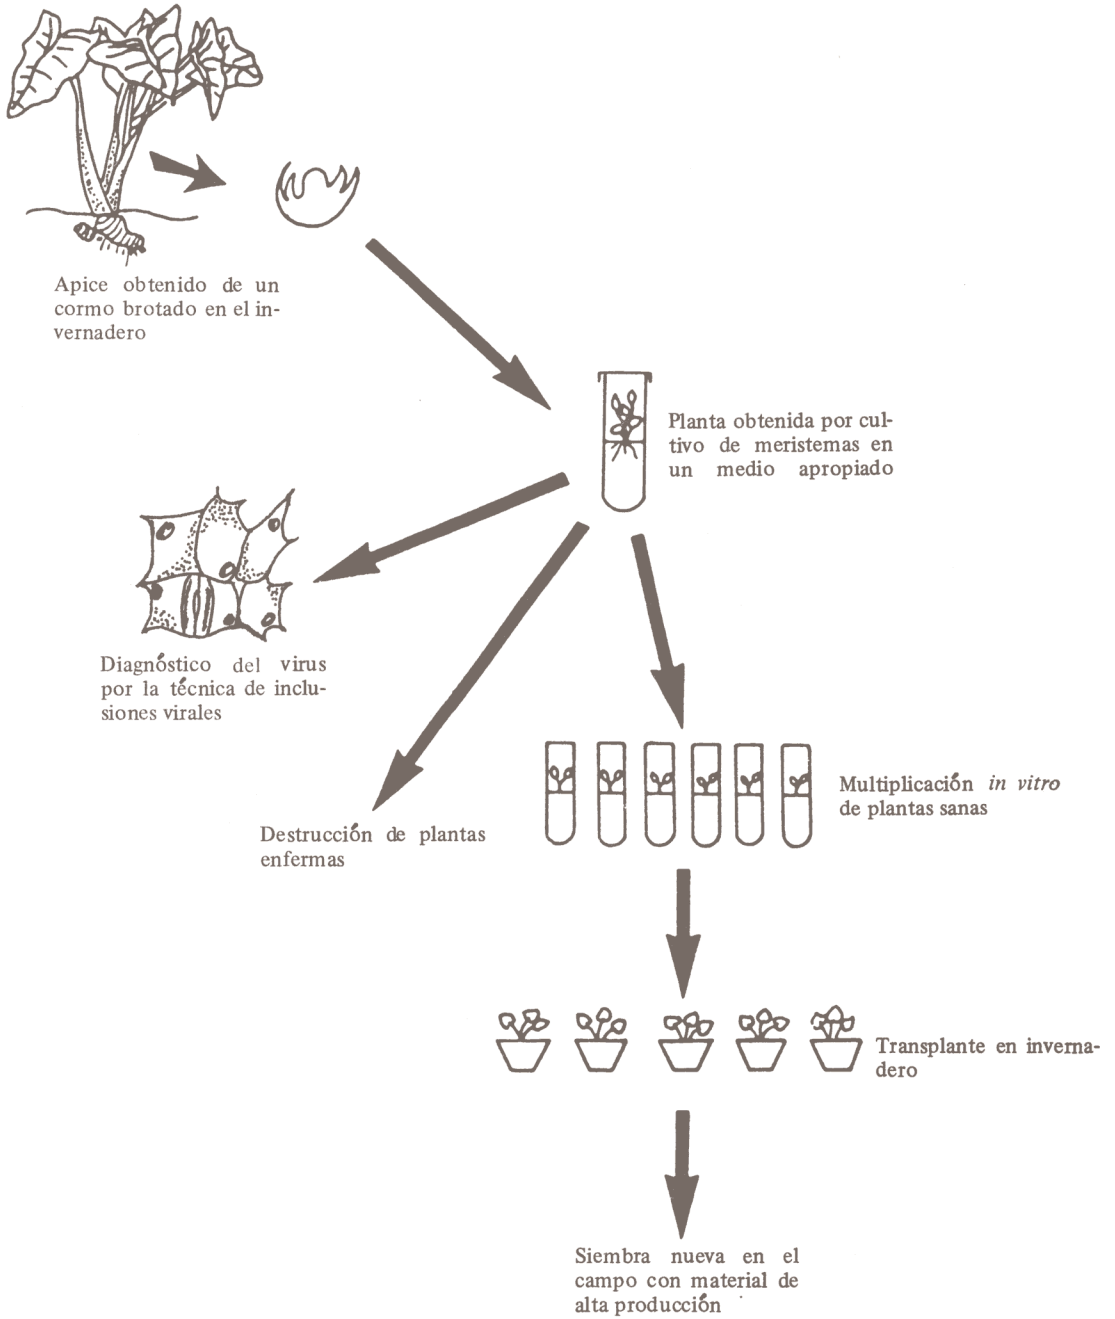 Apice obtenido de un
cormo brotado en el in-
vernadero
Planta obtenida por cul-
tivo de meristemas en
un medio apropiado
Diagnóstico del virus
por la técnica de inclu-
siones virales
Destrucción de plantas
enfermas
Multiplicación in vitro
de plantas sanas
Transplante en inverna-
dero
Siembra nueva en el
campo con material de
alta producción